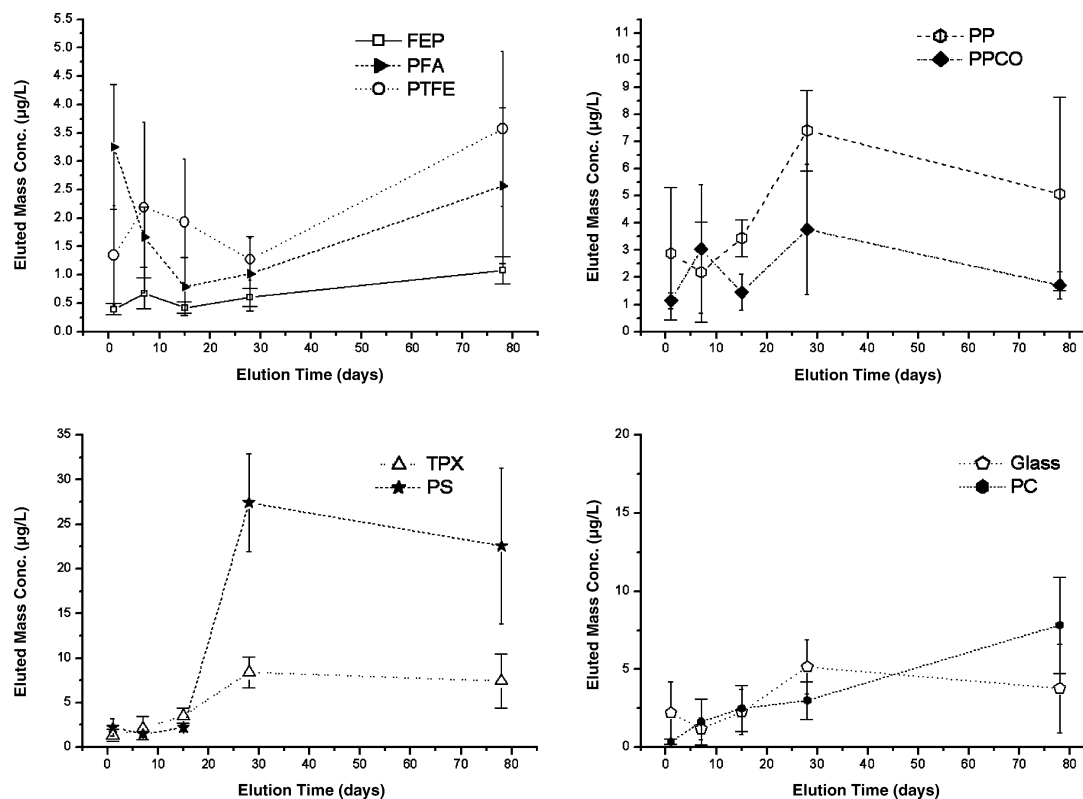 FEP
PFA
PTFE
Eluted Mass Conc. (µg/L)
5.5
5.0
4.5
4.0
3.5
3.0
2.5
2.0
1.5
1.0
0.5
0.0
0 10 20 30 40 50 60 70 80
Elution Time (days)
PP
PPCO
Eluted Mass Conc. (µg/L)
11
10
9
8
7
6
5
4
3
2
1
0
0 10 20 30 40 50 60 70 80
Elution Time (days)
TPX
PS
Eluted Mass Conc. (µg/L)
35
30
25
20
15
10
5
0
0 10 20 30 40 50 60 70 80
Elution Time (days)
Glass
PC
Eluted Mass Conc. (µg/L)
20
15
10
5
0
0 10 20 30 40 50 60 70 80
Elution Time (days)